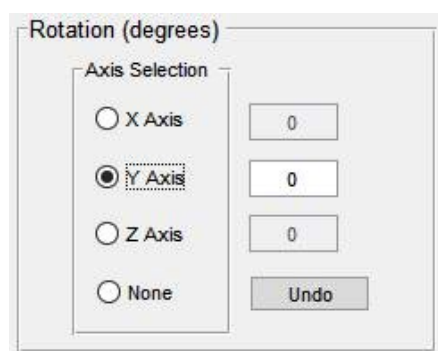 Rotation (degrees)
Axis Selection
X Axis 0
Y Axis 0
Z Axis 0
None Undo